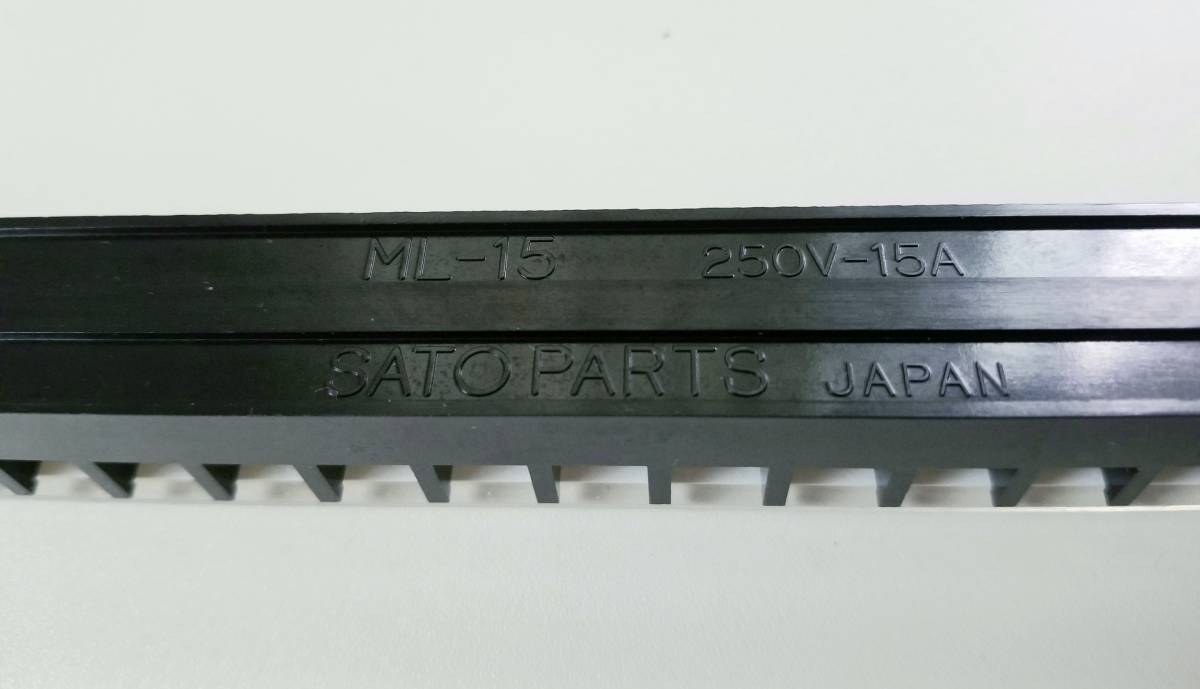 ML-15 250V-15A
SATO PARTS JAPAN